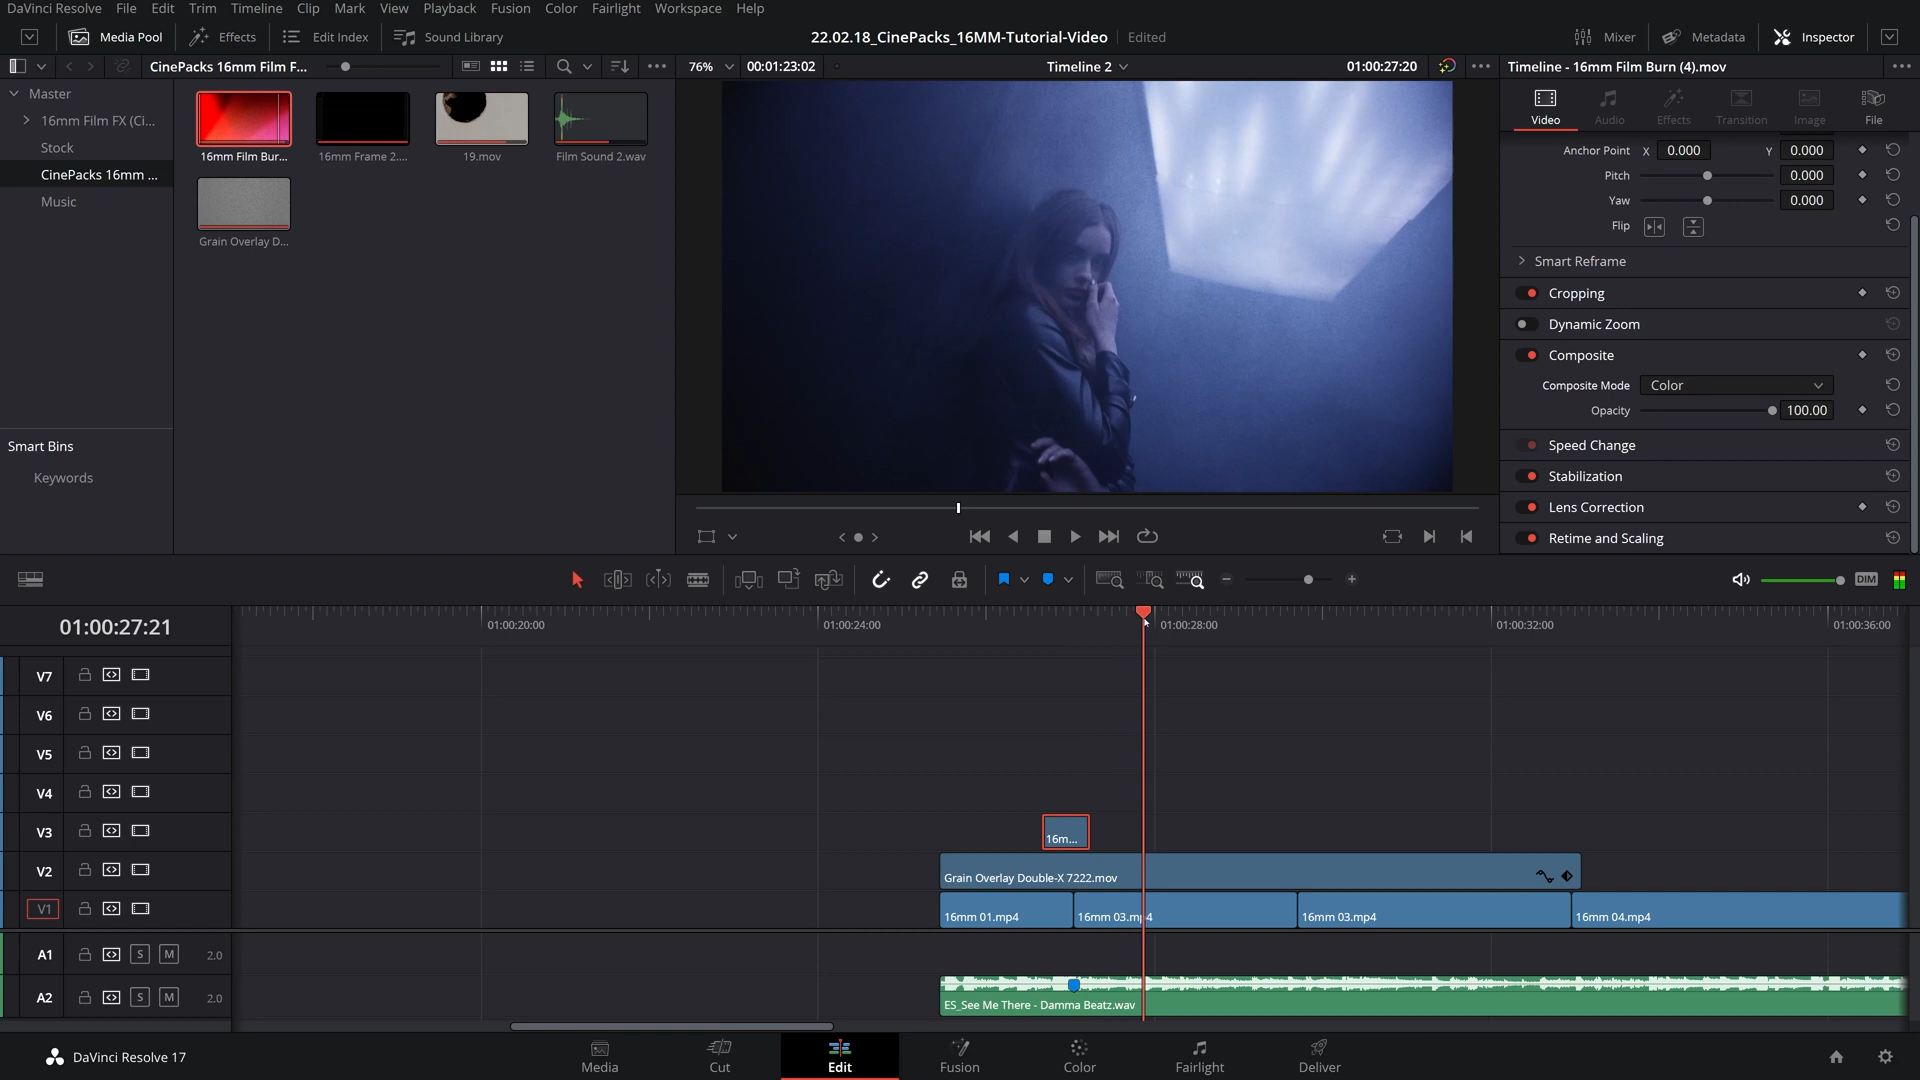 DaVinci Resolve File Edit Trim Timeline Clip Mark View Playback Fusion Color Fairlight Workspace Help
Media Pool Effects Edit Index Sound Library 22.02.18_CinePacks_16MM-Tutorial-Video Edited Mixer Metadata Inspector
CinePacks 16mm Film F... 76% 00:01:23:02 Timeline 2 01:00:27:20 Timeline - 16mm Film Burn (4).mov
Master
16mm Film FX (Ci...
Stock
CinePacks 16mm ...
Music
16mm Film Bur... 16mm Frame 2.... 19.mov Film Sound 2.wav
Grain Overlay D...
Smart Bins
Keywords
Video Audio Effects Transition Image File
Anchor Point X 0.000 Y 0.000
Pitch 0.000
Yaw 0.000
Flip
Smart Reframe
Cropping
Dynamic Zoom
Composite
Composite Mode Color
Opacity 100.00
Speed Change
Stabilization
Lens Correction
Retime and Scaling
DIM
01:00:27:21 01:00:20:00 01:00:24:00 01:00:28:00 01:00:32:00 01:00:36:00
V7
V6
V5
V4
V3 16m...
V2 Grain Overlay Double-X 7222.mov
V1 16mm 01.mp4 16mm 03.mp4 16mm 03.mp4 16mm 04.mp4
A1 S M 2.0
A2 S M 2.0 ES_See Me There - Damma Beatz.wav
DaVinci Resolve 17 Media Cut Edit Fusion Color Fairlight Deliver